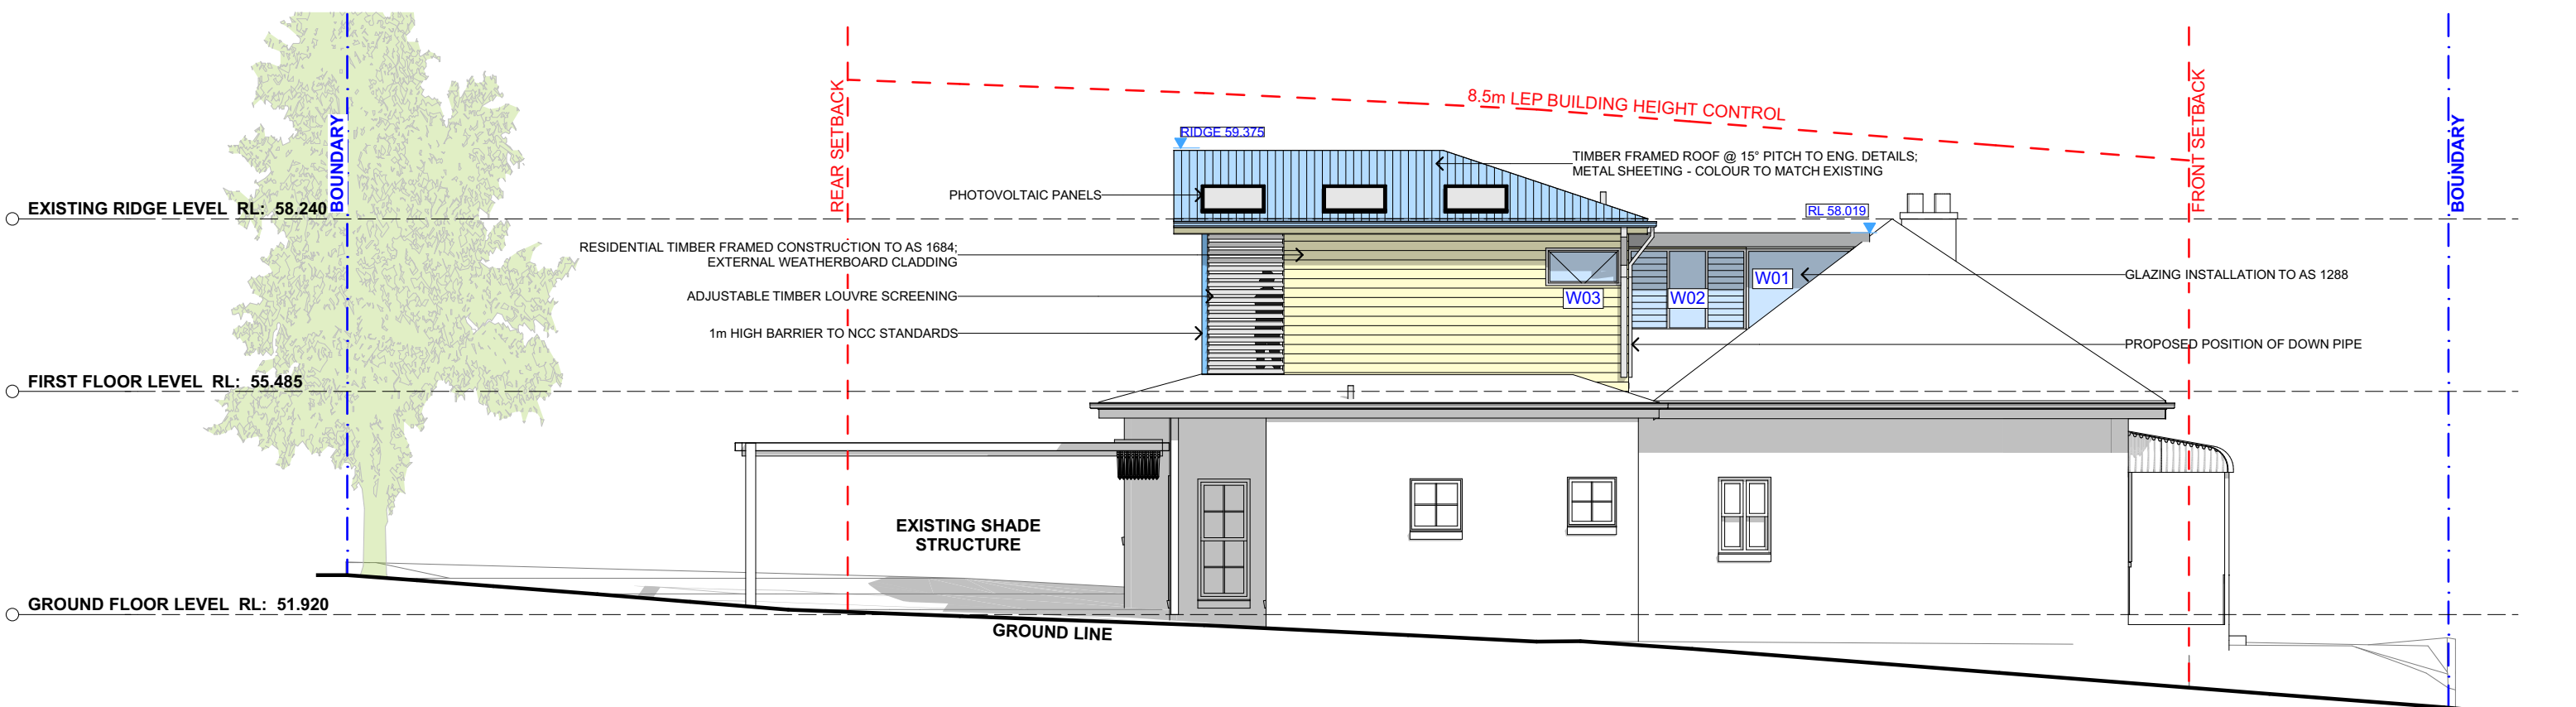 8.5m LEP BUILDING HEIGHT CONTROL
BOUNDARY
REAR SETBACK
FRONT SETBACK
BOUNDARY
RIDGE 59.375
TIMBER FRAMED ROOF @ 15° PITCH TO ENG. DETAILS;
METAL SHEETING - COLOUR TO MATCH EXISTING
PHOTOVOLTAIC PANELS
EXISTING RIDGE LEVEL RL: 58.240
RL 58.019
RESIDENTIAL TIMBER FRAMED CONSTRUCTION TO AS 1684;
EXTERNAL WEATHERBOARD CLADDING
W01
GLAZING INSTALLATION TO AS 1288
ADJUSTABLE TIMBER LOUVRE SCREENING
W03
W02
1m HIGH BARRIER TO NCC STANDARDS
PROPOSED POSITION OF DOWN PIPE
FIRST FLOOR LEVEL RL: 55.485
EXISTING SHADE
STRUCTURE
GROUND FLOOR LEVEL RL: 51.920
GROUND LINE